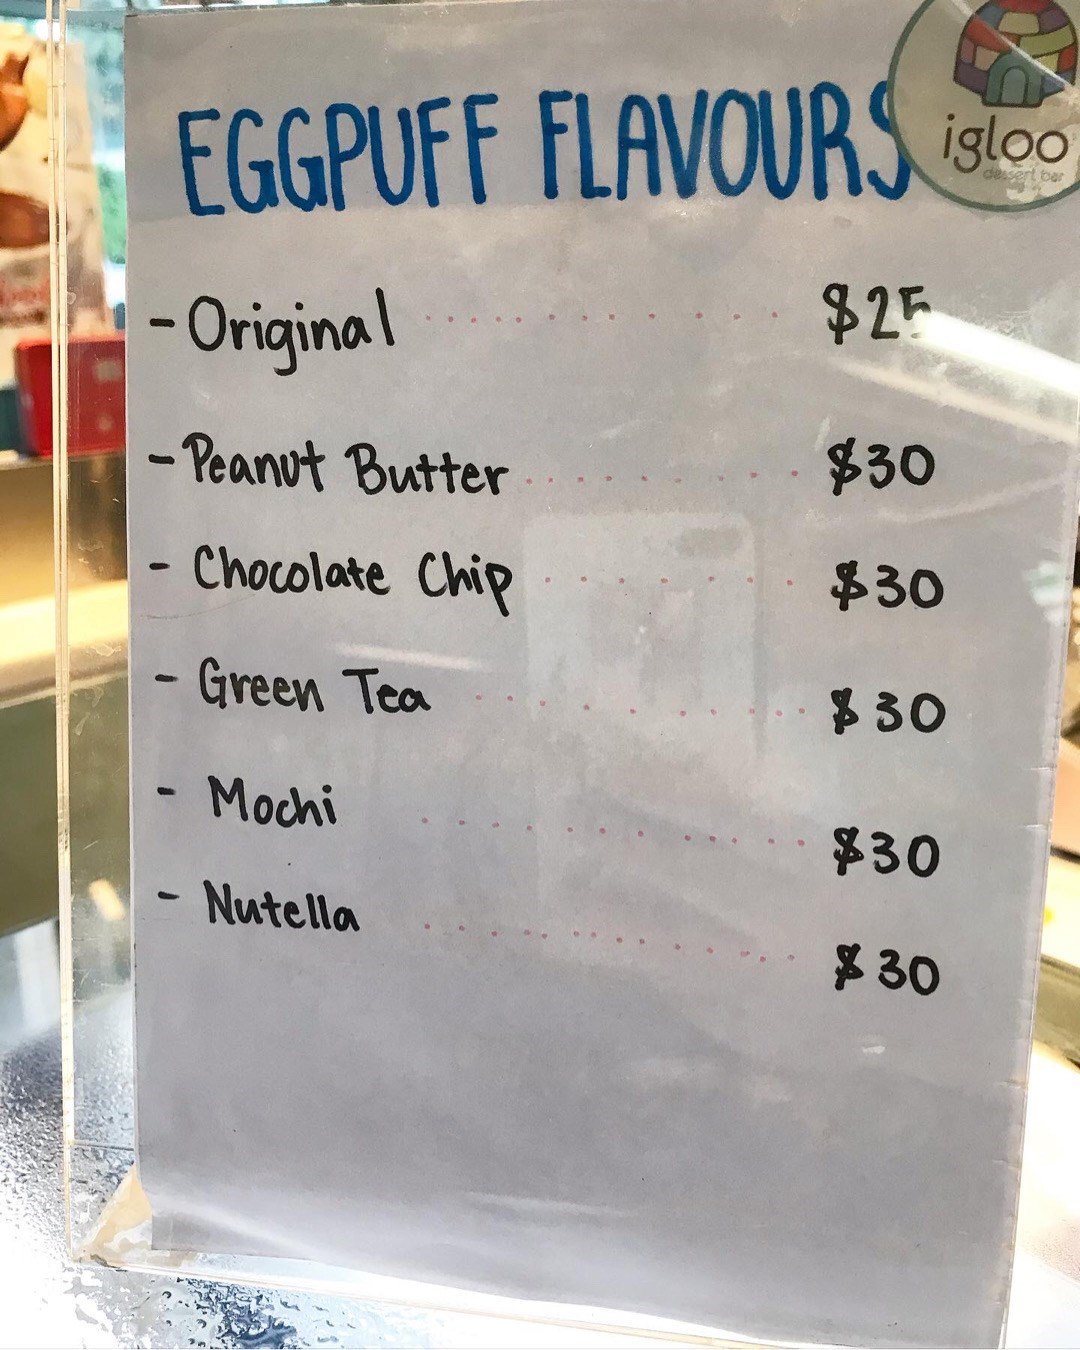 EGGPUFF FLAVOURS
igloo
dessert bar
- Original . . . . . . . . . . . $25
- Peanut Butter . . . . . . . . . . . $30
- Chocolate Chip . . . . . . . . $30
- Green Tea . . . . . . . . . . . $30
- Mochi . . . . . . . . . . . . $30
- Nutella . . . . . . . . . . . . . $30